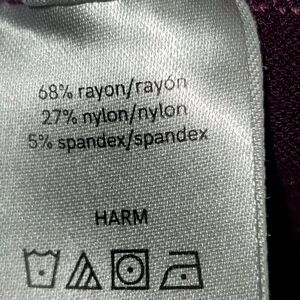 68% rayon/rayón
27% nylon/nylon
5% spandex/spandex
HARM